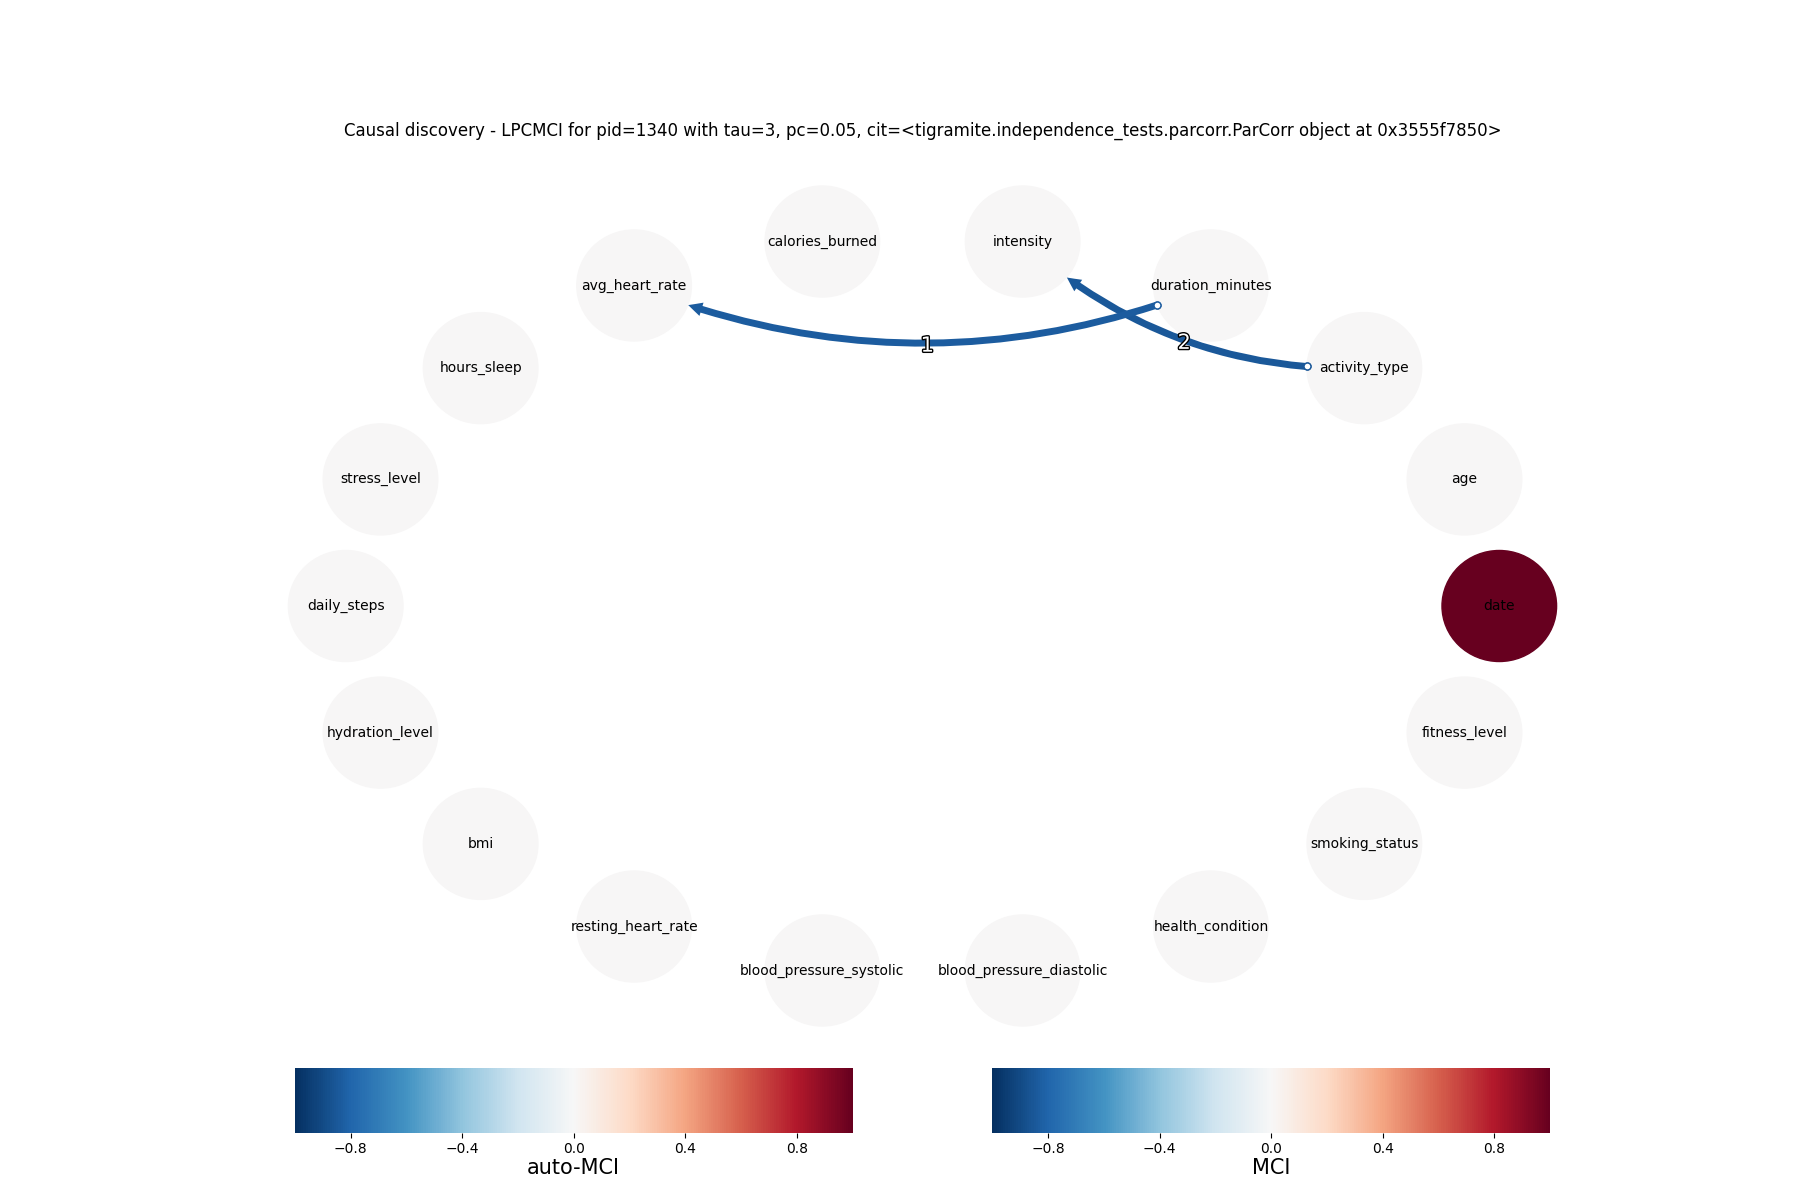 Causal discovery - LPCMCI for pid=1340 with tau=3, pc=0.05, cit=<tigramite.independence_tests.parcorr.ParCorr object at 0x3555f7850>
calories_burned
intensity
avg_heart_rate
duration_minutes
1
2
hours_sleep
activity_type
stress_level
age
daily_steps
date
hydration_level
fitness_level
bmi
smoking_status
resting_heart_rate
health_condition
blood_pressure_systolic
blood_pressure_diastolic
−0.8 −0.4 0.0 0.4 0.8
auto-MCI
−0.8 −0.4 0.0 0.4 0.8
MCI